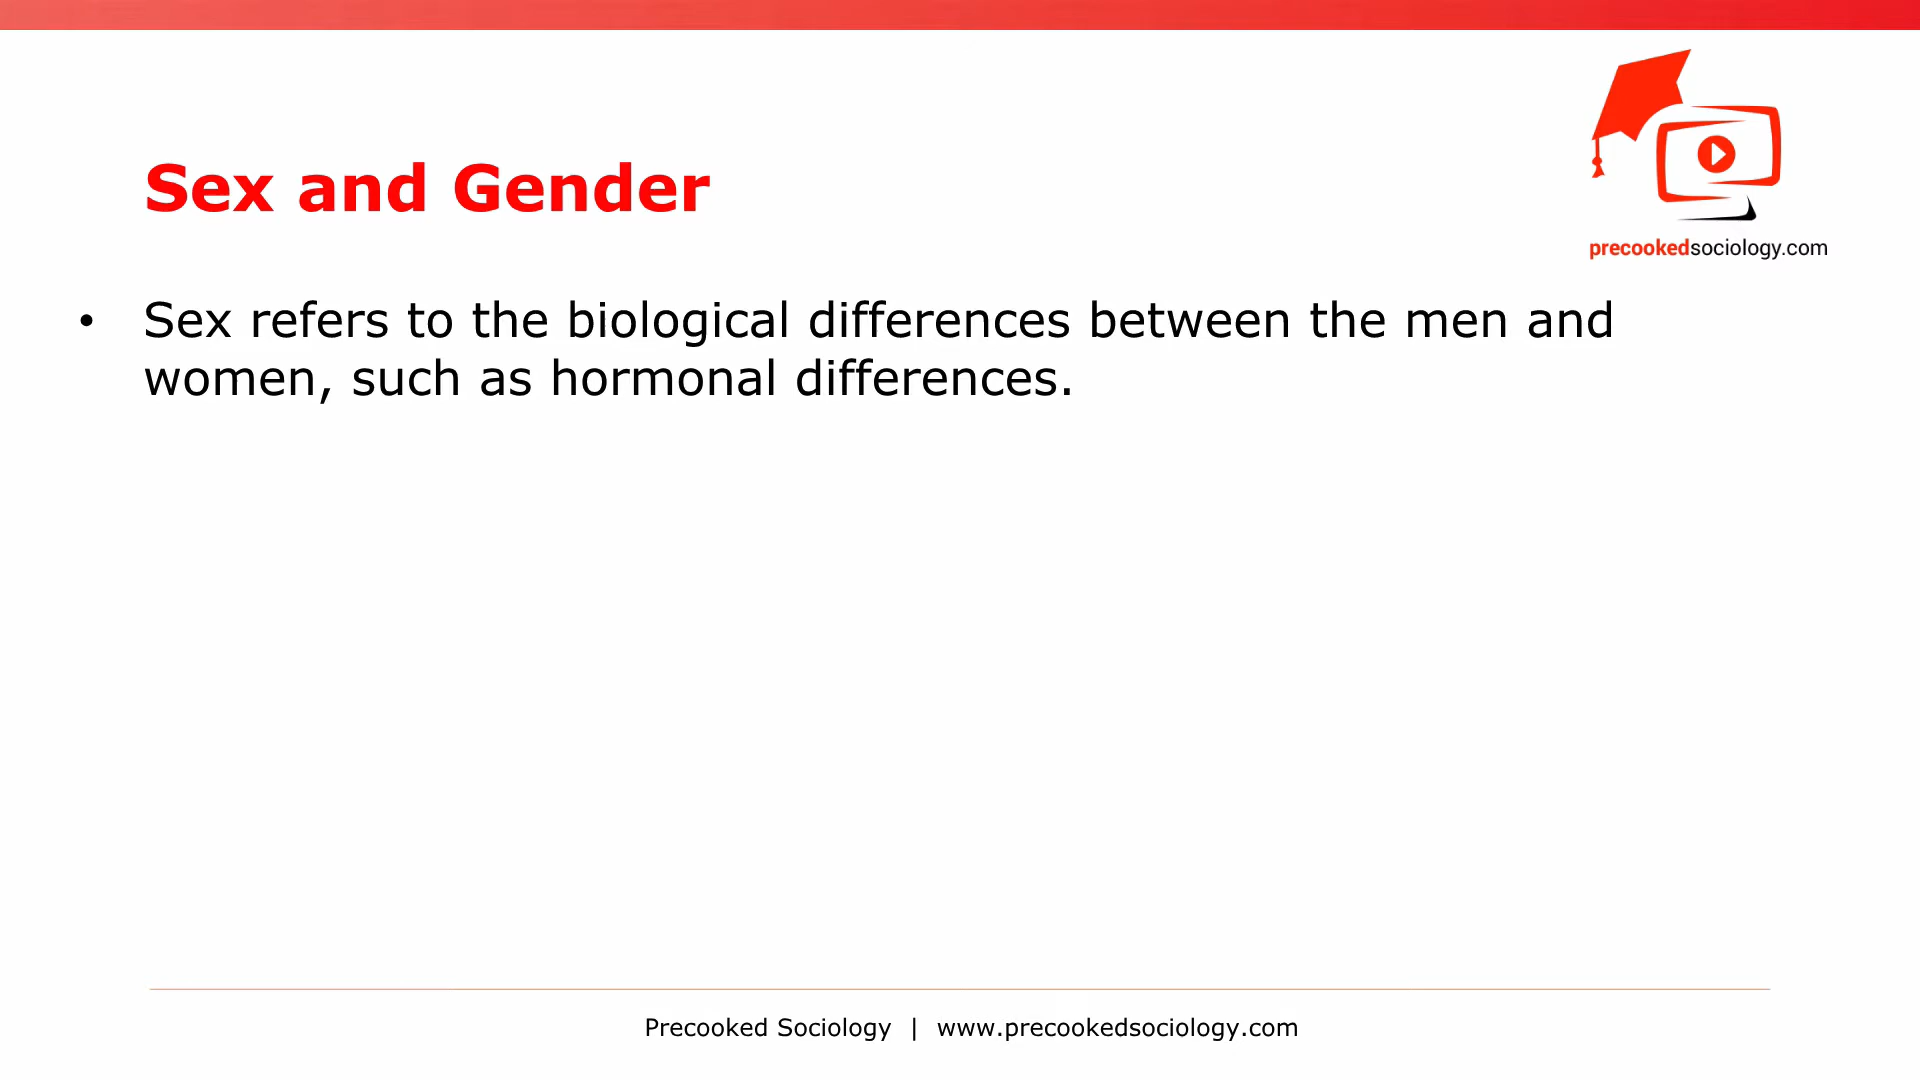 Sex and Gender
precookedsociology.com
• Sex refers to the biological differences between the men and
women, such as hormonal differences.
Precooked Sociology | www.precookedsociology.com